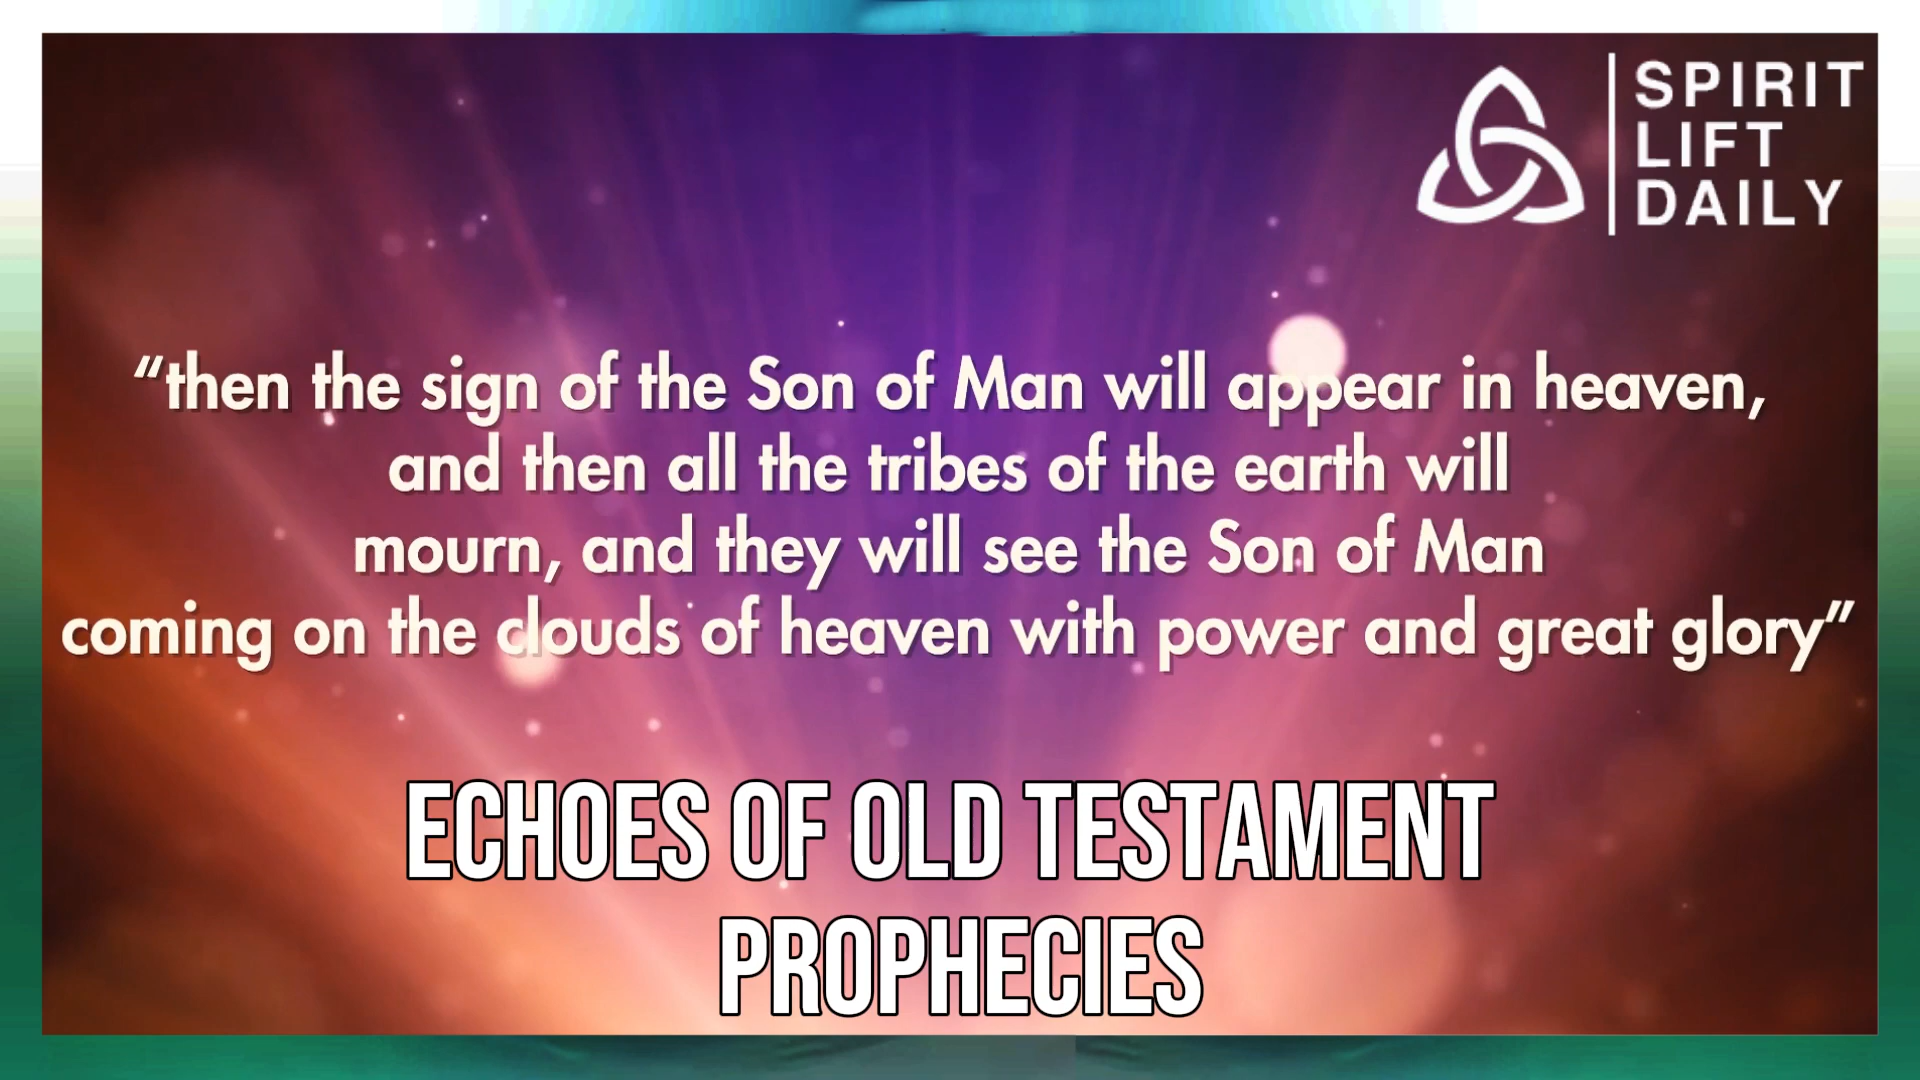 SPIRIT
LIFT
DAILY
“then the sign of the Son of Man will appear in heaven,
and then all the tribes of the earth will
mourn, and they will see the Son of Man
coming on the clouds of heaven with power and great glory”
ECHOES OF OLD TESTAMENT
PROPHECIES